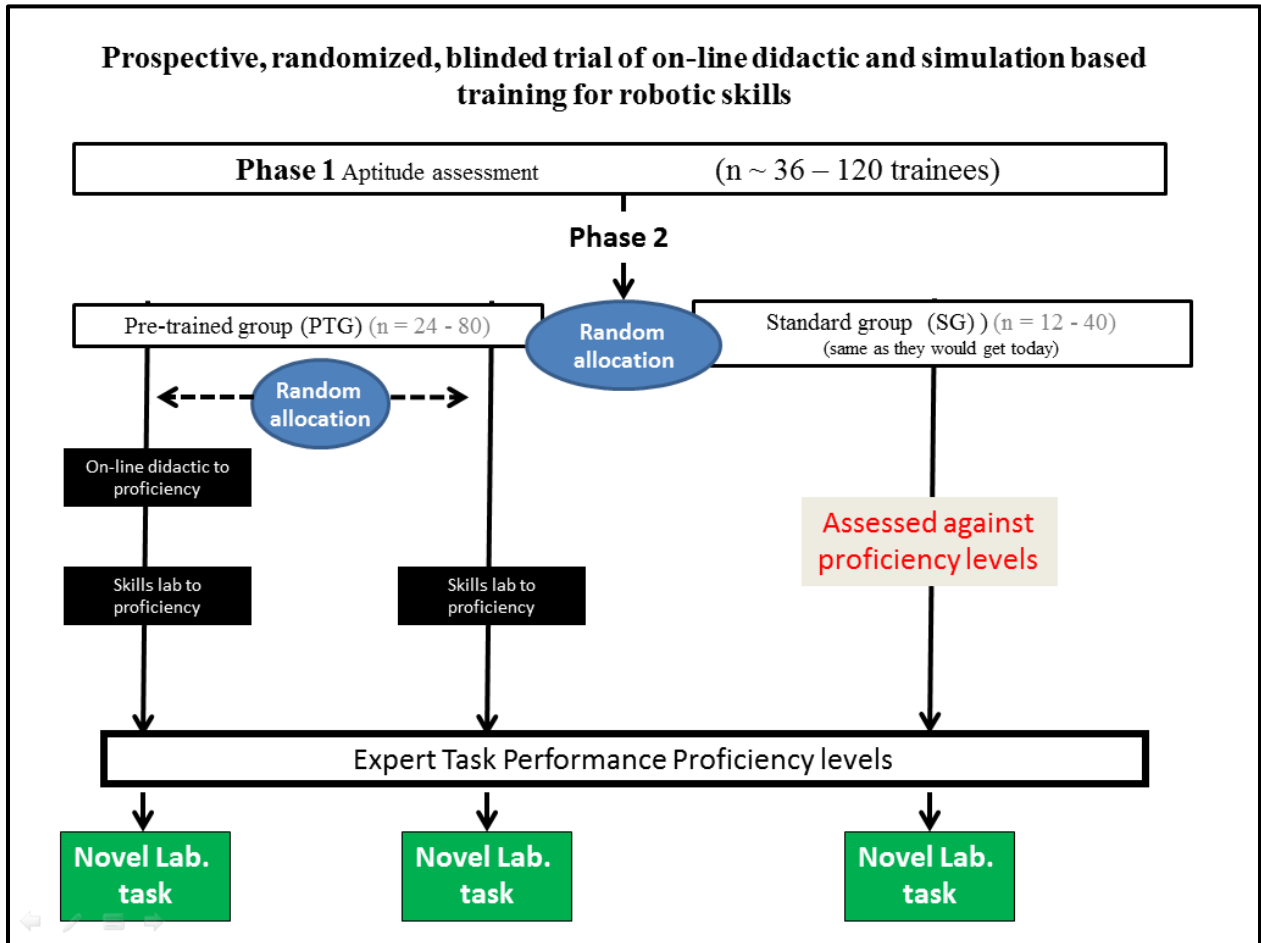 Prospective, randomized, blinded trial of on-line didactic and simulation based
training for robotic skills
Phase 1 Aptitude assessment (n ~ 36 – 120 trainees)
Phase 2
Pre-trained group (PTG) (n = 24 - 80)
Random
allocation
Standard group (SG) ) (n = 12 - 40)
(same as they would get today)
Random
allocation
On-line didactic to
proficiency
Assessed against
proficiency levels
Skills lab to
proficiency
Skills lab to
proficiency
Expert Task Performance Proficiency levels
Novel Lab.
task
Novel Lab.
task
Novel Lab.
task